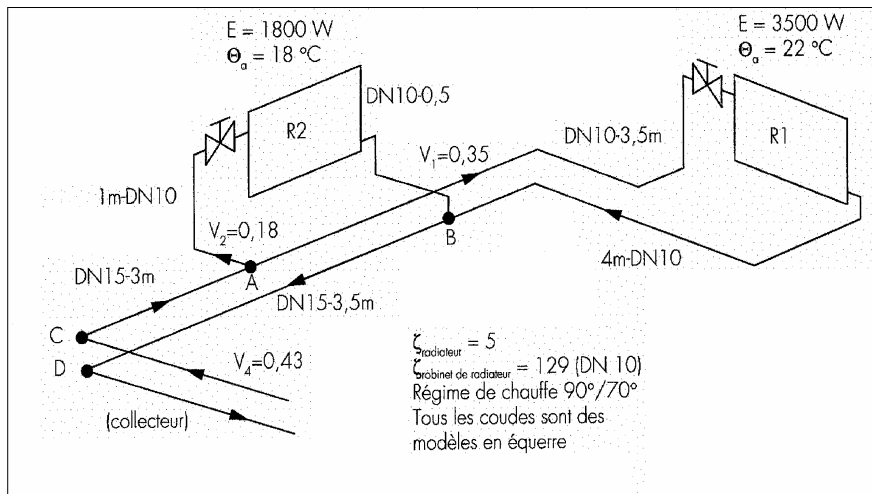 E = 1800 W
Θa = 18 °C
E = 3500 W
Θa = 22 °C
DN10-0,5
R2
V1=0,35
DN10-3,5m
R1
1m-DN10
V2=0,18
B
4m-DN10
DN15-3m
A
DN15-3,5m
C
D
V4=0,43
(collecteur)
ζradiateur = 5
ζrobinet de radiateur = 129 (DN 10)
Régime de chauffe 90°/70°
Tous les coudes sont des
modèles en équerre